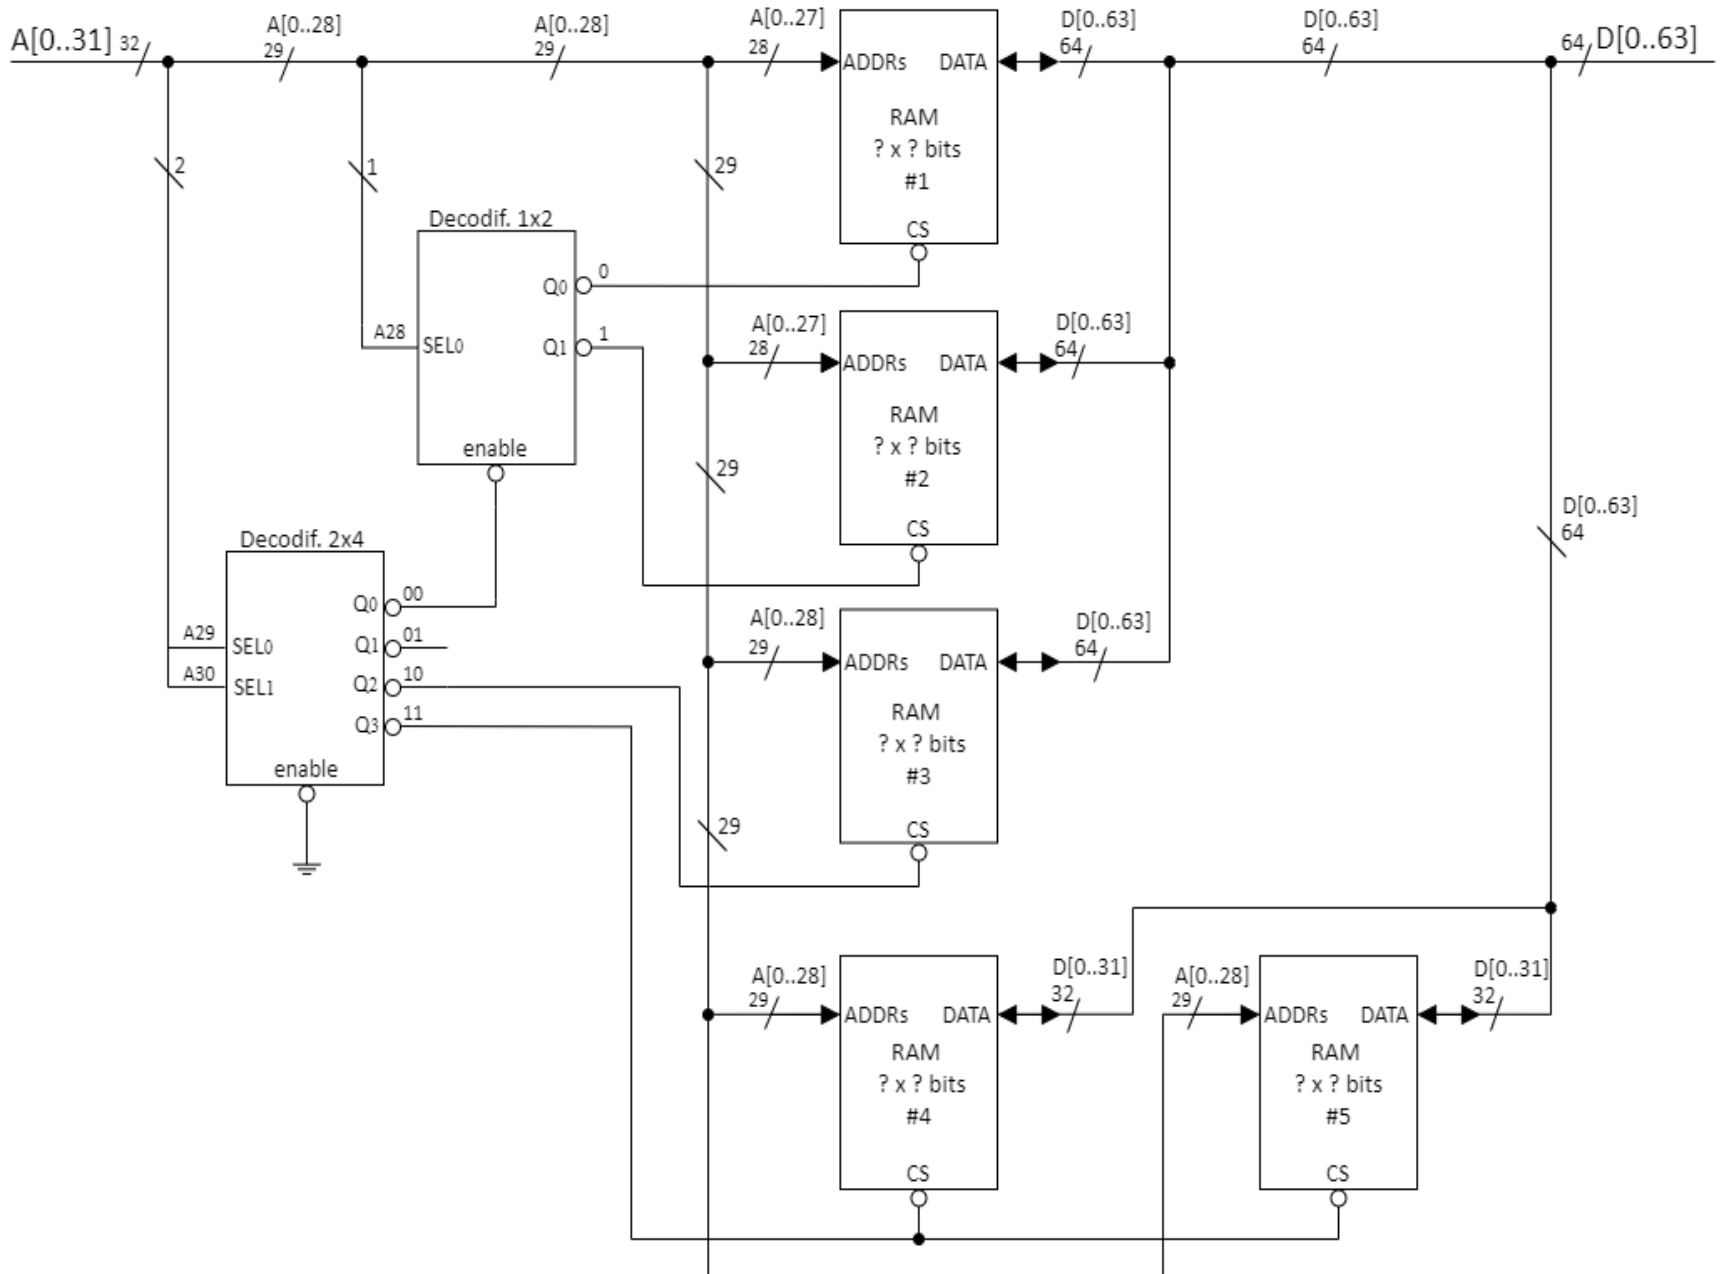 A[0..31]
32
A[0..28]
29
A[0..28]
29
A[0..27]
28
ADDRs
DATA
RAM
? x ? bits
#1
CS
D[0..63]
64
D[0..63]
64
64
D[0..63]
2
1
29
Decodif. 1x2
A28
SEL0
Q0
0
Q1
1
enable
A[0..27]
28
ADDRs
DATA
RAM
? x ? bits
#2
CS
D[0..63]
64
29
D[0..63]
64
Decodif. 2x4
A29
SEL0
A30
SEL1
Q0
00
Q1
01
Q2
10
Q3
11
enable
A[0..28]
29
ADDRs
DATA
RAM
? x ? bits
#3
CS
D[0..63]
64
29
A[0..28]
29
ADDRs
DATA
RAM
? x ? bits
#4
CS
D[0..31]
32
A[0..28]
29
ADDRs
DATA
RAM
? x ? bits
#5
CS
D[0..31]
32